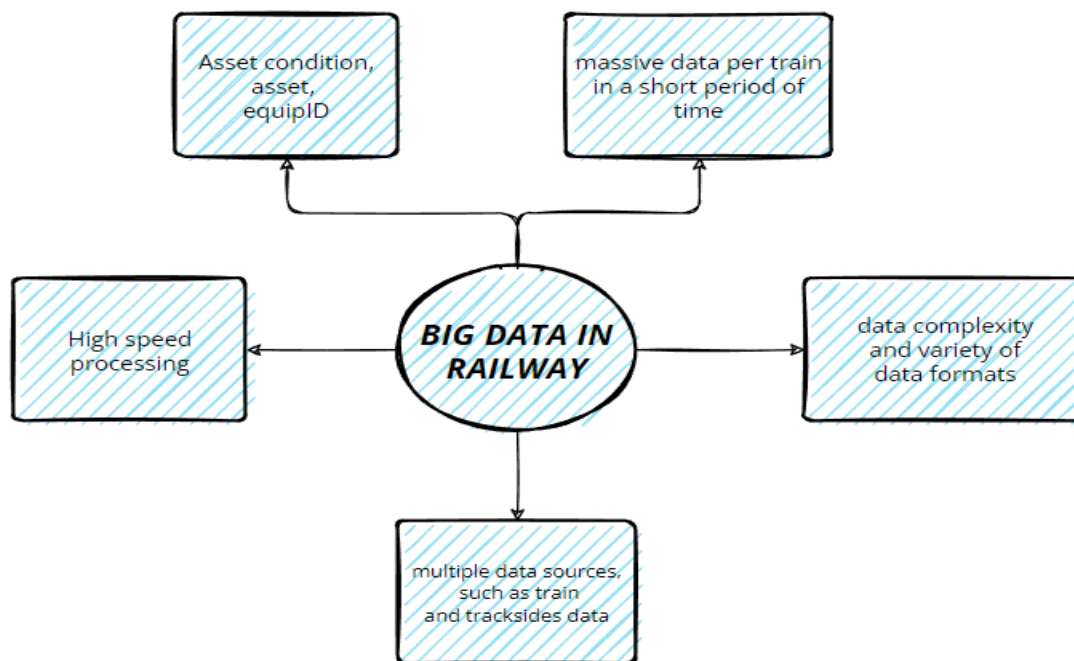 Asset condition,
asset,
equipID
massive data per train
in a short period of
time
High speed
processing
BIG DATA IN
RAILWAY
data complexity
and variety of
data formats
multiple data sources,
such as train
and tracksides data